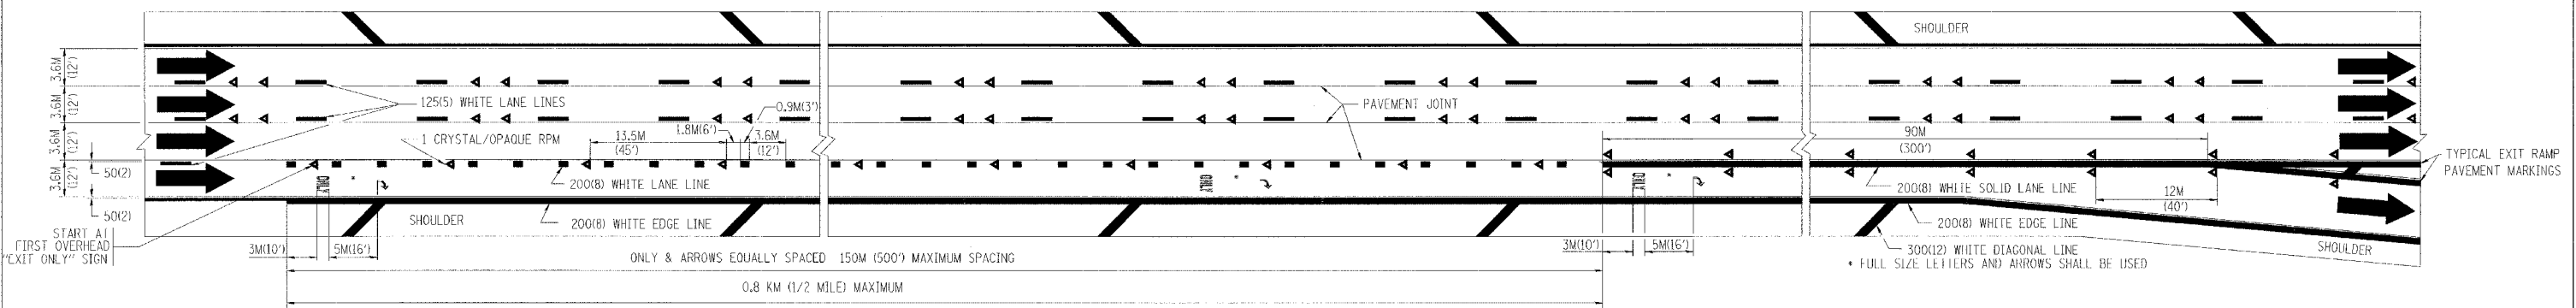 SHOULDER
3.6M
(12')
3.6M
(12')
3.6M
(12')
3.6M
(12')
125(5) WHITE LANE LINES
0.9M(3')
PAVEMENT JOINT
1 CRYSTAL/OPAQUE RPM
13.5M
(45')
1.8M(6')
3.6M
(12')
90M
(300')
50(2)
50(2)
ONLY
*
200(8) WHITE LANE LINE
ONLY
*
ONLY
*
200(8) WHITE SOLID LANE LINE
12M
(40')
TYPICAL EXIT RAMP
PAVEMENT MARKINGS
SHOULDER
200(8) WHITE EDGE LINE
200(8) WHITE EDGE LINE
START AT
FIRST OVERHEAD
"EXIT ONLY" SIGN
3M(10')
5M(16')
3M(10')
5M(16')
300(12) WHITE DIAGONAL LINE
SHOULDER
ONLY & ARROWS EQUALLY SPACED 150M (500') MAXIMUM SPACING
* FULL SIZE LETTERS AND ARROWS SHALL BE USED
0.8 KM (1/2 MILE) MAXIMUM